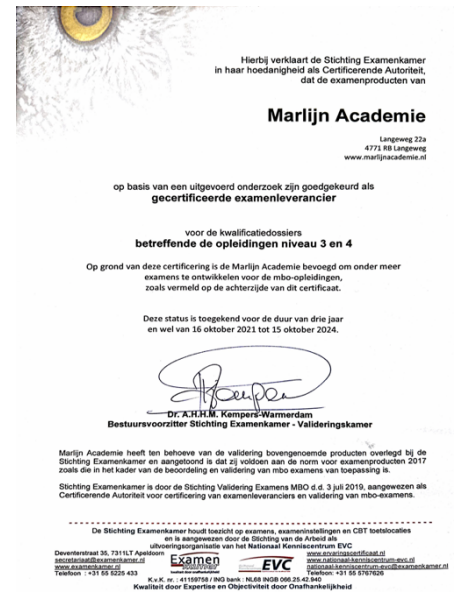 Hierbij verklaart de Stichting Examenkamer
in haar hoedanigheid als Certificerende Autoriteit,
dat de examenproducten van
Marlijn Academie
Langeweg 22a
4771 RB Langeweg
www.marlijnacademie.nl
op basis van een uitgevoerd onderzoek zijn goedgekeurd als
gecertificeerde examenleverancier
voor de kwalificatiedossiers
betreffende de opleidingen niveau 3 en 4
Op grond van deze certificering is de Marlijn Academie bevoegd om onder meer
examens te ontwikkelen voor de mbo-opleidingen,
zoals vermeld op de achterzijde van dit certificaat.
Deze status is toegekend voor de duur van drie jaar
en wel van 16 oktober 2021 tot 15 oktober 2024.
Dr. A.H.H.M. Kempers-Warmerdam
Bestuursvoorzitter Stichting Examenkamer - Valideringskamer
Marlijn Academie heeft ten behoeve van de validering bovengenoemde producten overlegd bij de
Stichting Examenkamer en aangetoond is dat zij voldoen aan de norm voor examenproducten 2017
zoals die in het kader van de beoordeling en validering van mbo examens van toepassing is.
Stichting Examenkamer is door de Stichting Validering Examens MBO d.d. 3 juli 2019, aangewezen als
Certificerende Autoriteit voor certificering van examenleveranciers en validering van mbo-examens.
De Stichting Examenkamer houdt toezicht op examens, exameninstellingen en CBT toetslocaties
en is aangewezen door de Stichting van de Arbeid als
uitvoeringsorganisatie van het Nationaal Kenniscentrum EVC
Deventerstraat 35, 7311LT Apeldoorn
secretariaat@examenkamer.nl
www.examenkamer.nl
Telefoon : +31 55 5225 433
Examen
EVC
www.ervaringscertificaat.nl
www.nationaal-kenniscentrum-evc.nl
nationaal-kenniscentrum-evc@examenkamer.nl
Telefoon: +31 55 5767626
K.v.K. nr. : 41159758 / ING bank : NL68 INGB 066.25.42.940
Kwaliteit door Expertise en Objectiviteit door Onafhankelijkheid